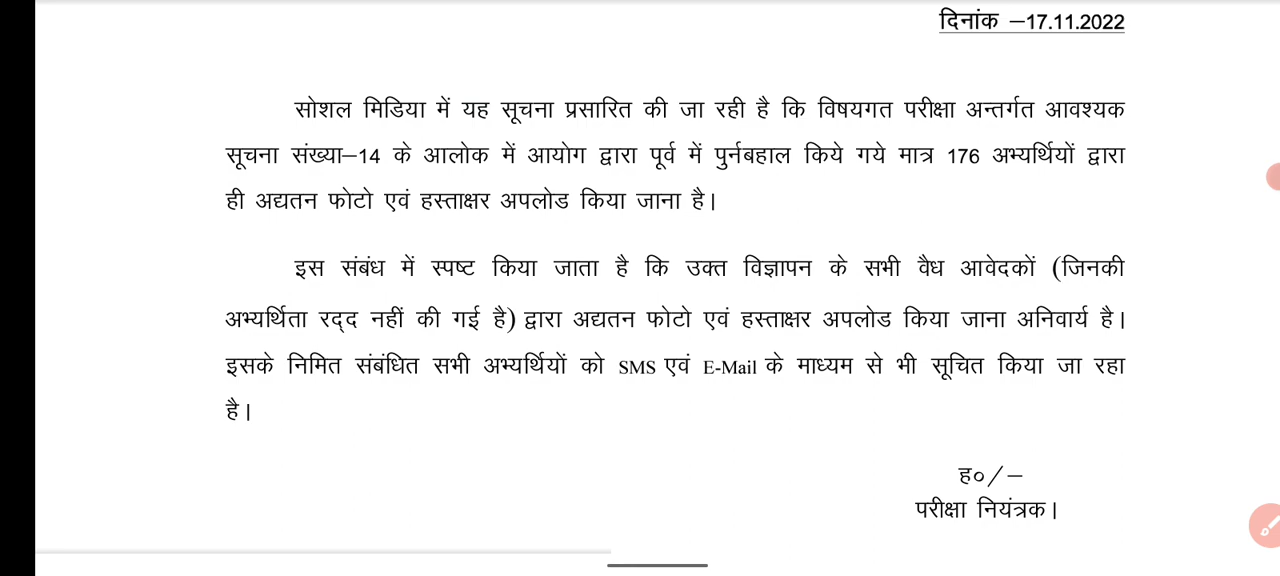 दिनांक –17.11.2022
सोशल मिडिया में यह सूचना प्रसारित की जा रही है कि विषयगत परीक्षा अन्तर्गत आवश्यक
सूचना संख्या–14 के आलोक में आयोग द्वारा पूर्व में पुर्नबहाल किये गये मात्र 176 अभ्यर्थियों द्वारा
ही अद्यतन फोटो एवं हस्ताक्षर अपलोड किया जाना है।
इस संबंध में स्पष्ट किया जाता है कि उक्त विज्ञापन के सभी वैध आवेदकों (जिनकी
अभ्यर्थिता रद्द नहीं की गई है) द्वारा अद्यतन फोटो एवं हस्ताक्षर अपलोड किया जाना अनिवार्य है।
इसके निमित संबंधित सभी अभ्यर्थियों को SMS एवं E-Mail के माध्यम से भी सूचित किया जा रहा
है।
ह०/–
परीक्षा नियंत्रक।